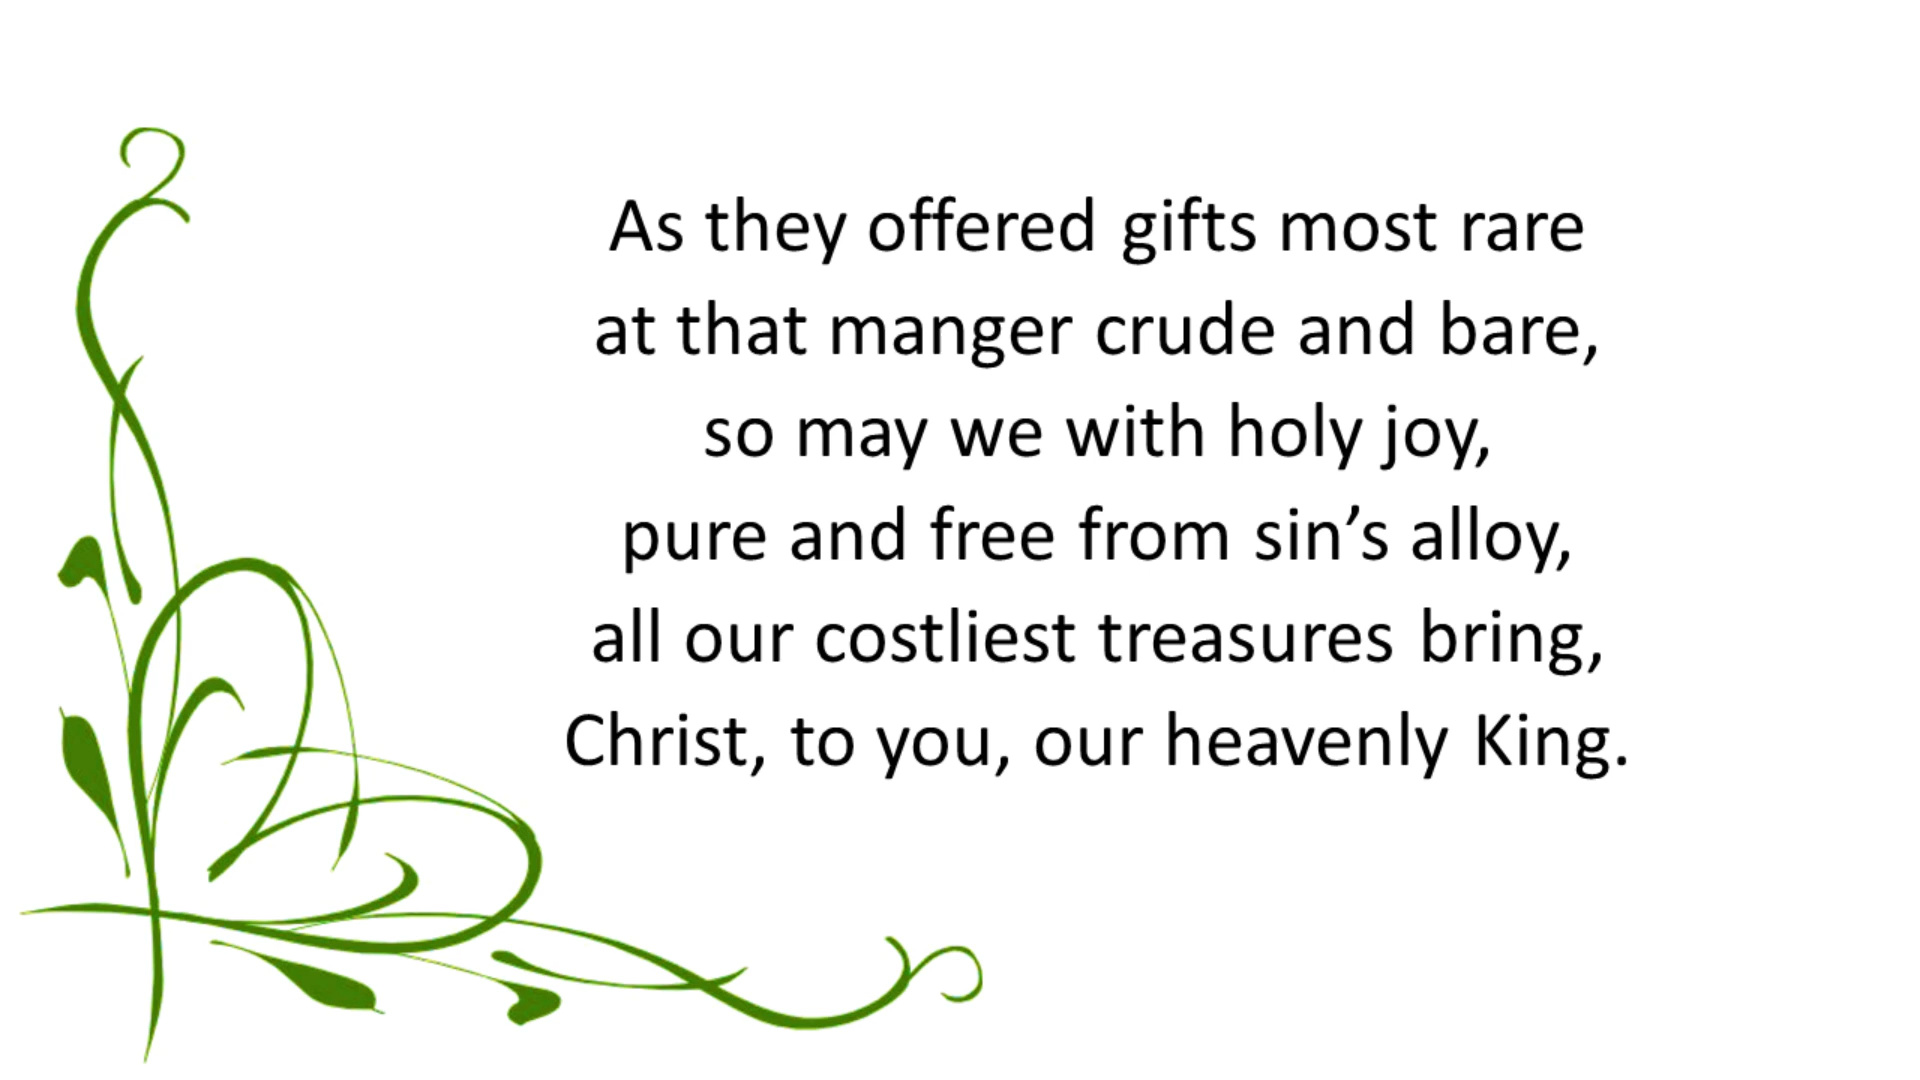 As they offered gifts most rare
at that manger crude and bare,
so may we with holy joy,
pure and free from sin’s alloy,
all our costliest treasures bring,
Christ, to you, our heavenly King.